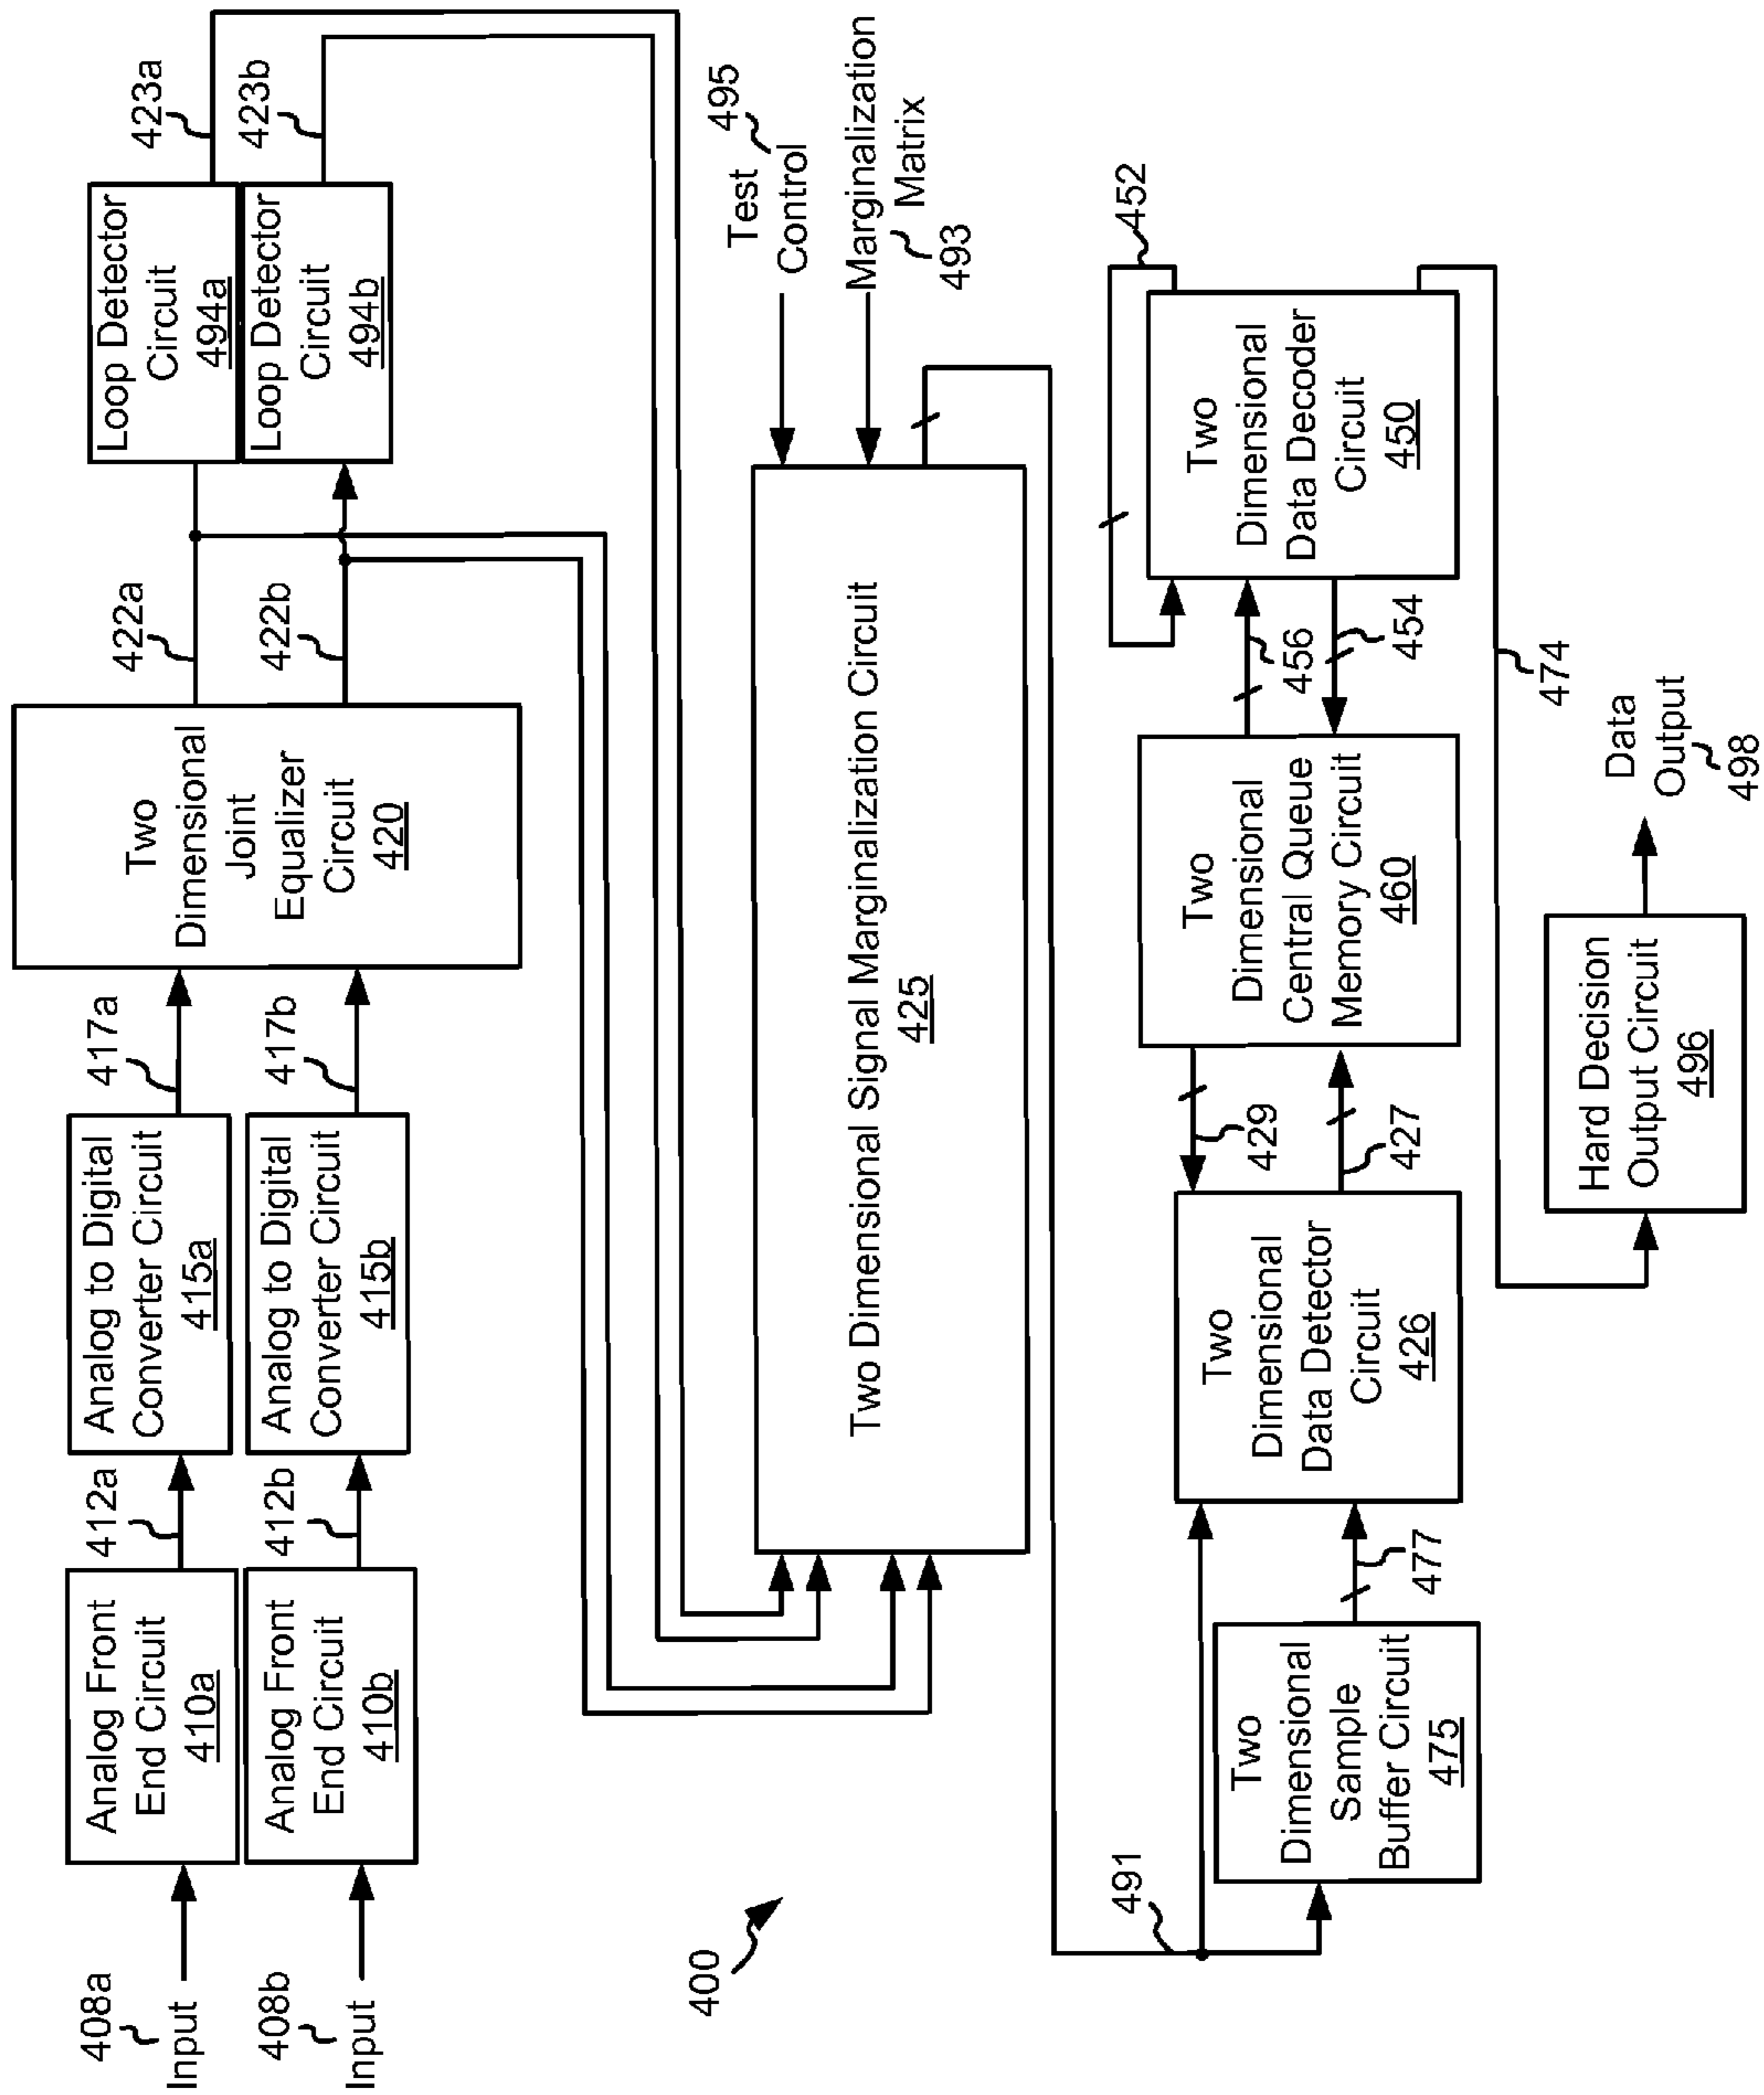 408a
Input
408b
Input
Analog Front
End Circuit
410a
Analog Front
End Circuit
410b
412a
412b
Analog to Digital
Converter Circuit
415a
Analog to Digital
Converter Circuit
415b
417a
417b
Two
Dimensional
Joint
Equalizer
Circuit
420
422a
422b
Loop Detector
Circuit
494a
Loop Detector
Circuit
494b
423a
423b
400
Two Dimensional Signal Marginalization Circuit
425
Test
Control
495
Marginalization
Matrix
493
491
Two
Dimensional
Sample
Buffer Circuit
475
477
Two
Dimensional
Data Detector
Circuit
426
429
427
Two
Dimensional
Central Queue
Memory Circuit
460
456
454
Two
Dimensional
Data Decoder
Circuit
450
452
474
Hard Decision
Output Circuit
496
Data
Output
498